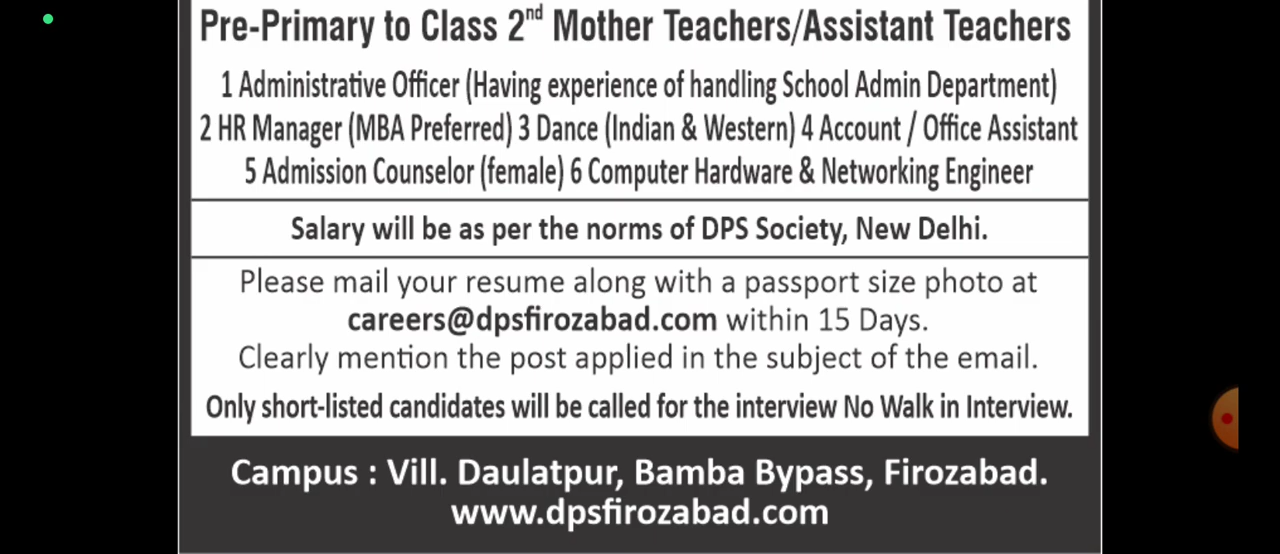 Pre-Primary to Class 2nd Mother Teachers/Assistant Teachers
1 Administrative Officer (Having experience of handling School Admin Department)
2 HR Manager (MBA Preferred) 3 Dance (Indian & Western) 4 Account / Office Assistant
5 Admission Counselor (female) 6 Computer Hardware & Networking Engineer
Salary will be as per the norms of DPS Society, New Delhi.
Please mail your resume along with a passport size photo at
careers@dpsfirozabad.com within 15 Days.
Clearly mention the post applied in the subject of the email.
Only short-listed candidates will be called for the interview No Walk in Interview.
Campus : Vill. Daulatpur, Bamba Bypass, Firozabad.
www.dpsfirozabad.com